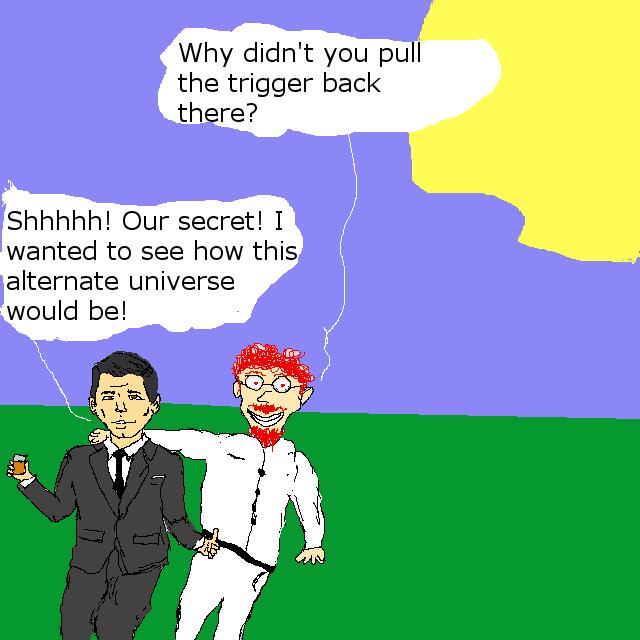 Why didn't you pull
the trigger back
there?
Shhhhh! Our secret! I
wanted to see how this
alternate universe
would be!